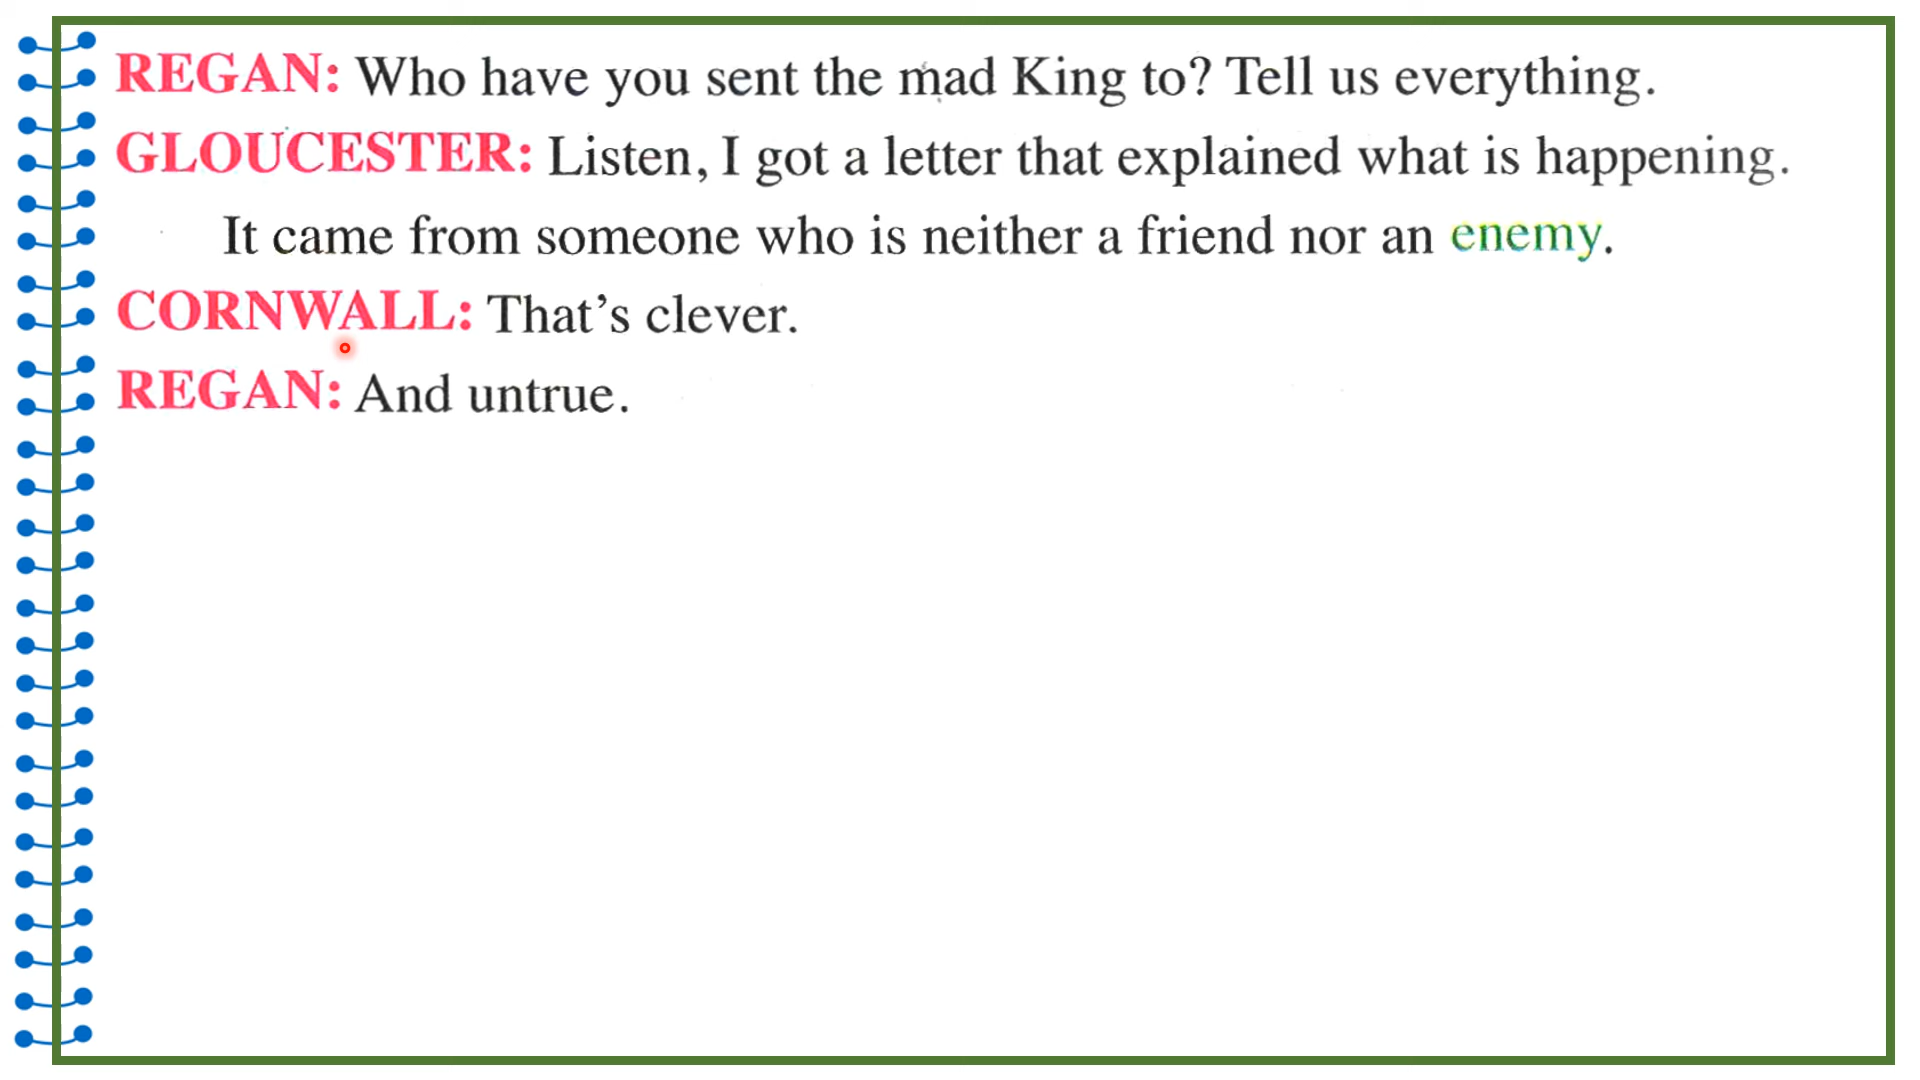 REGAN: Who have you sent the mad King to? Tell us everything.
GLOUCESTER: Listen, I got a letter that explained what is happening.
It came from someone who is neither a friend nor an enemy.
CORNWALL: That’s clever.
REGAN: And untrue.